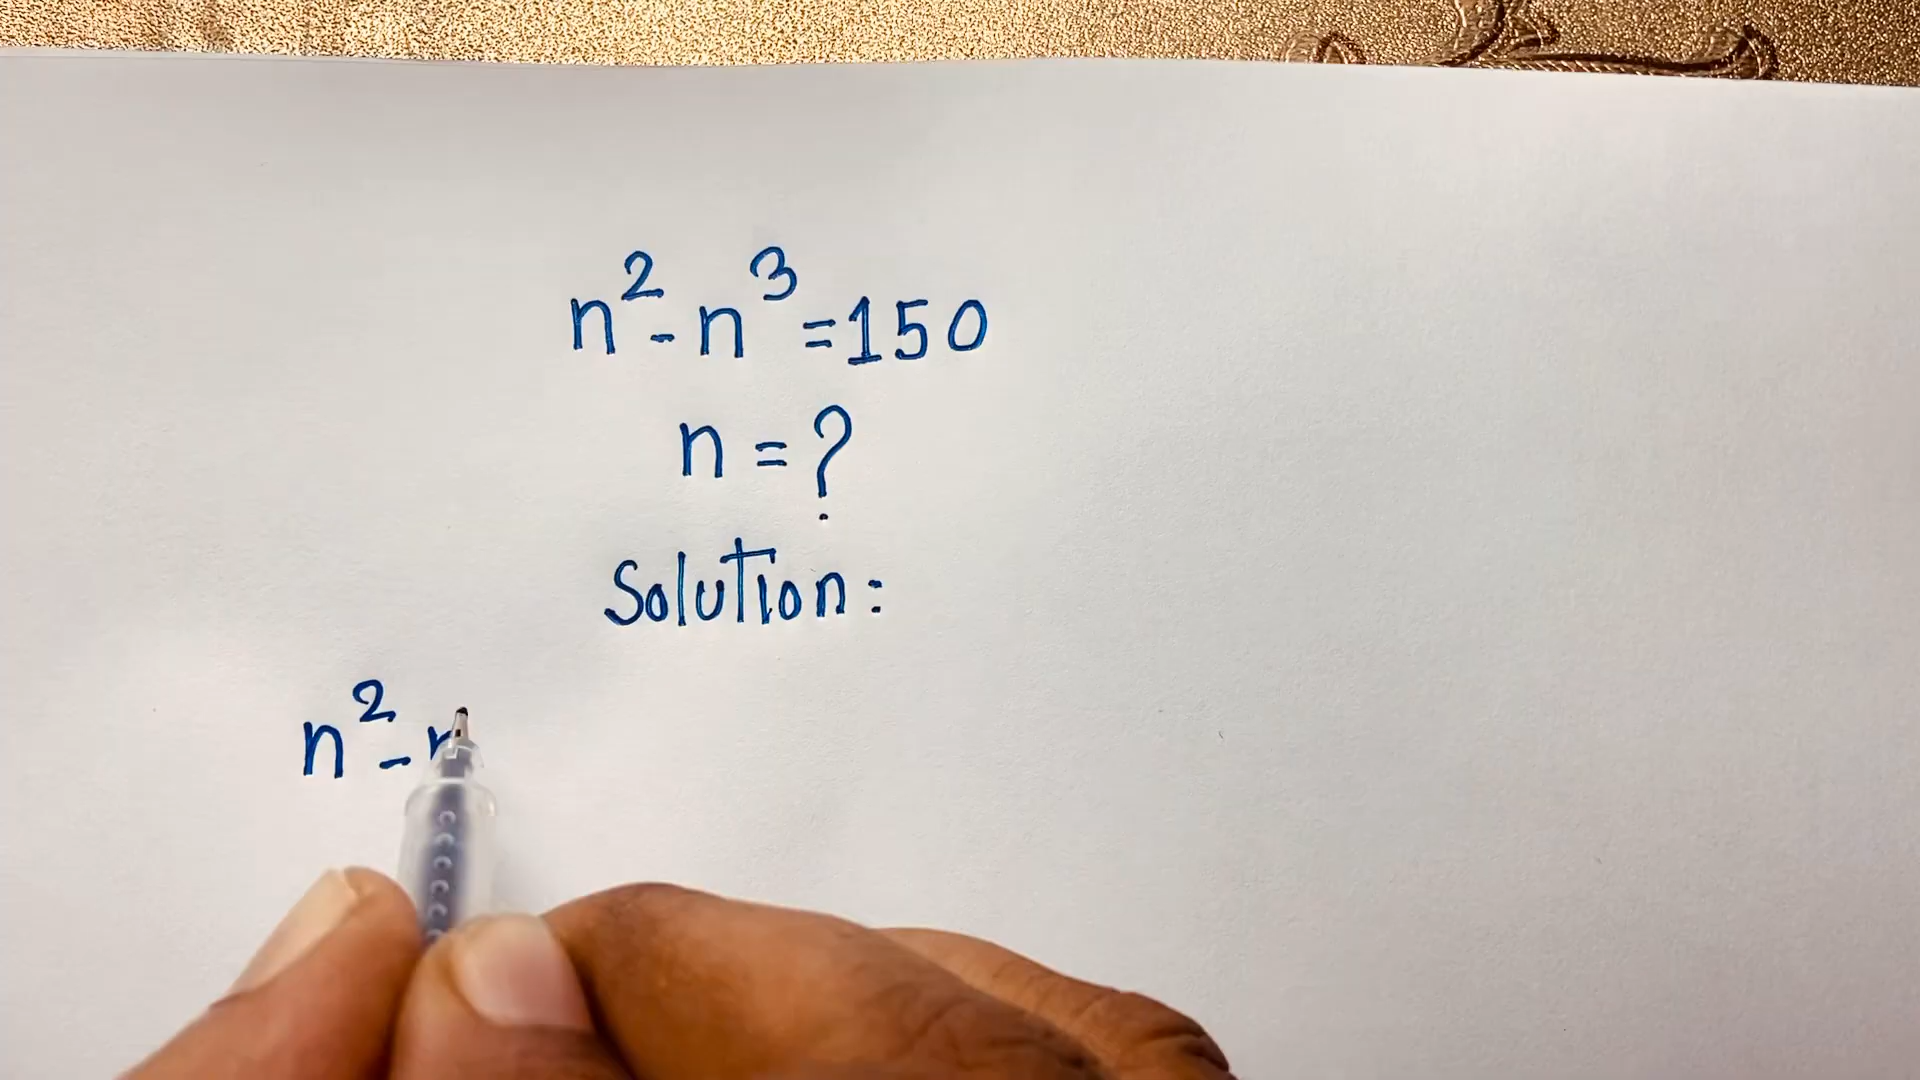 n² - n³ = 150
n = ?
Solution:
n² -